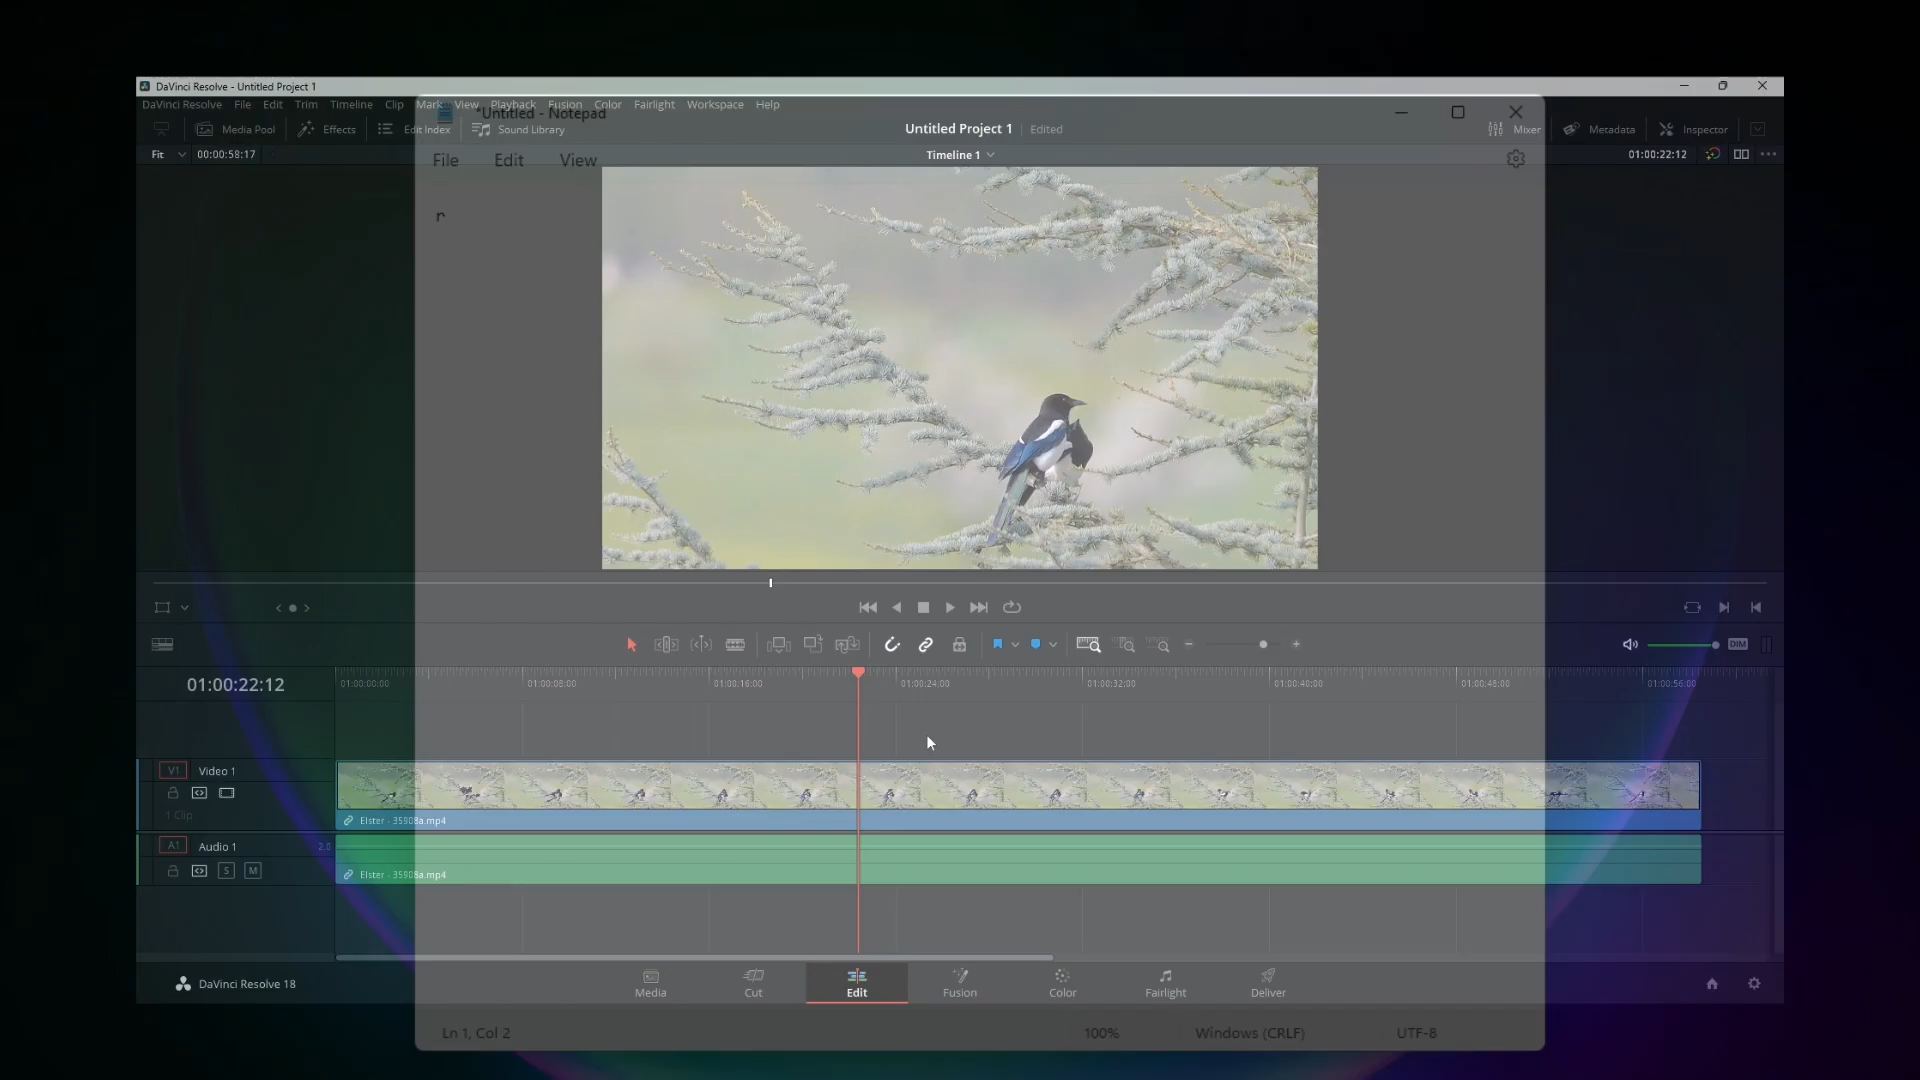 DaVinci Resolve - Untitled Project 1
DaVinci Resolve File Edit Trim Timeline Clip Mark View Playback Fusion Color Fairlight Workspace Help
*Untitled - Notepad
Media Pool Effects Edit Index Sound Library Untitled Project 1 Edited Mixer Metadata Inspector
Fit 00:00:58:17 Timeline 1 01:00:22:12
File Edit View
r
DIM
01:00:22:12 01:00:00:00 01:00:08:00 01:00:16:00 01:00:24:00 01:00:32:00 01:00:40:00 01:00:48:00 01:00:56:00
V1 Video 1
1 Clip
Elster - 35908a.mp4
A1 Audio 1 2.0
S M
Elster - 35908a.mp4
DaVinci Resolve 18 Media Cut Edit Fusion Color Fairlight Deliver
Ln 1, Col 2 100% Windows (CRLF) UTF-8